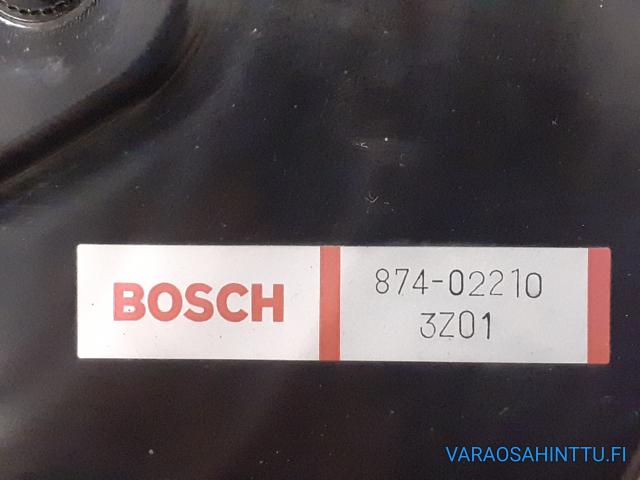 BOSCH
874-02210
3Z01
VARAOSAHINTTU.FI